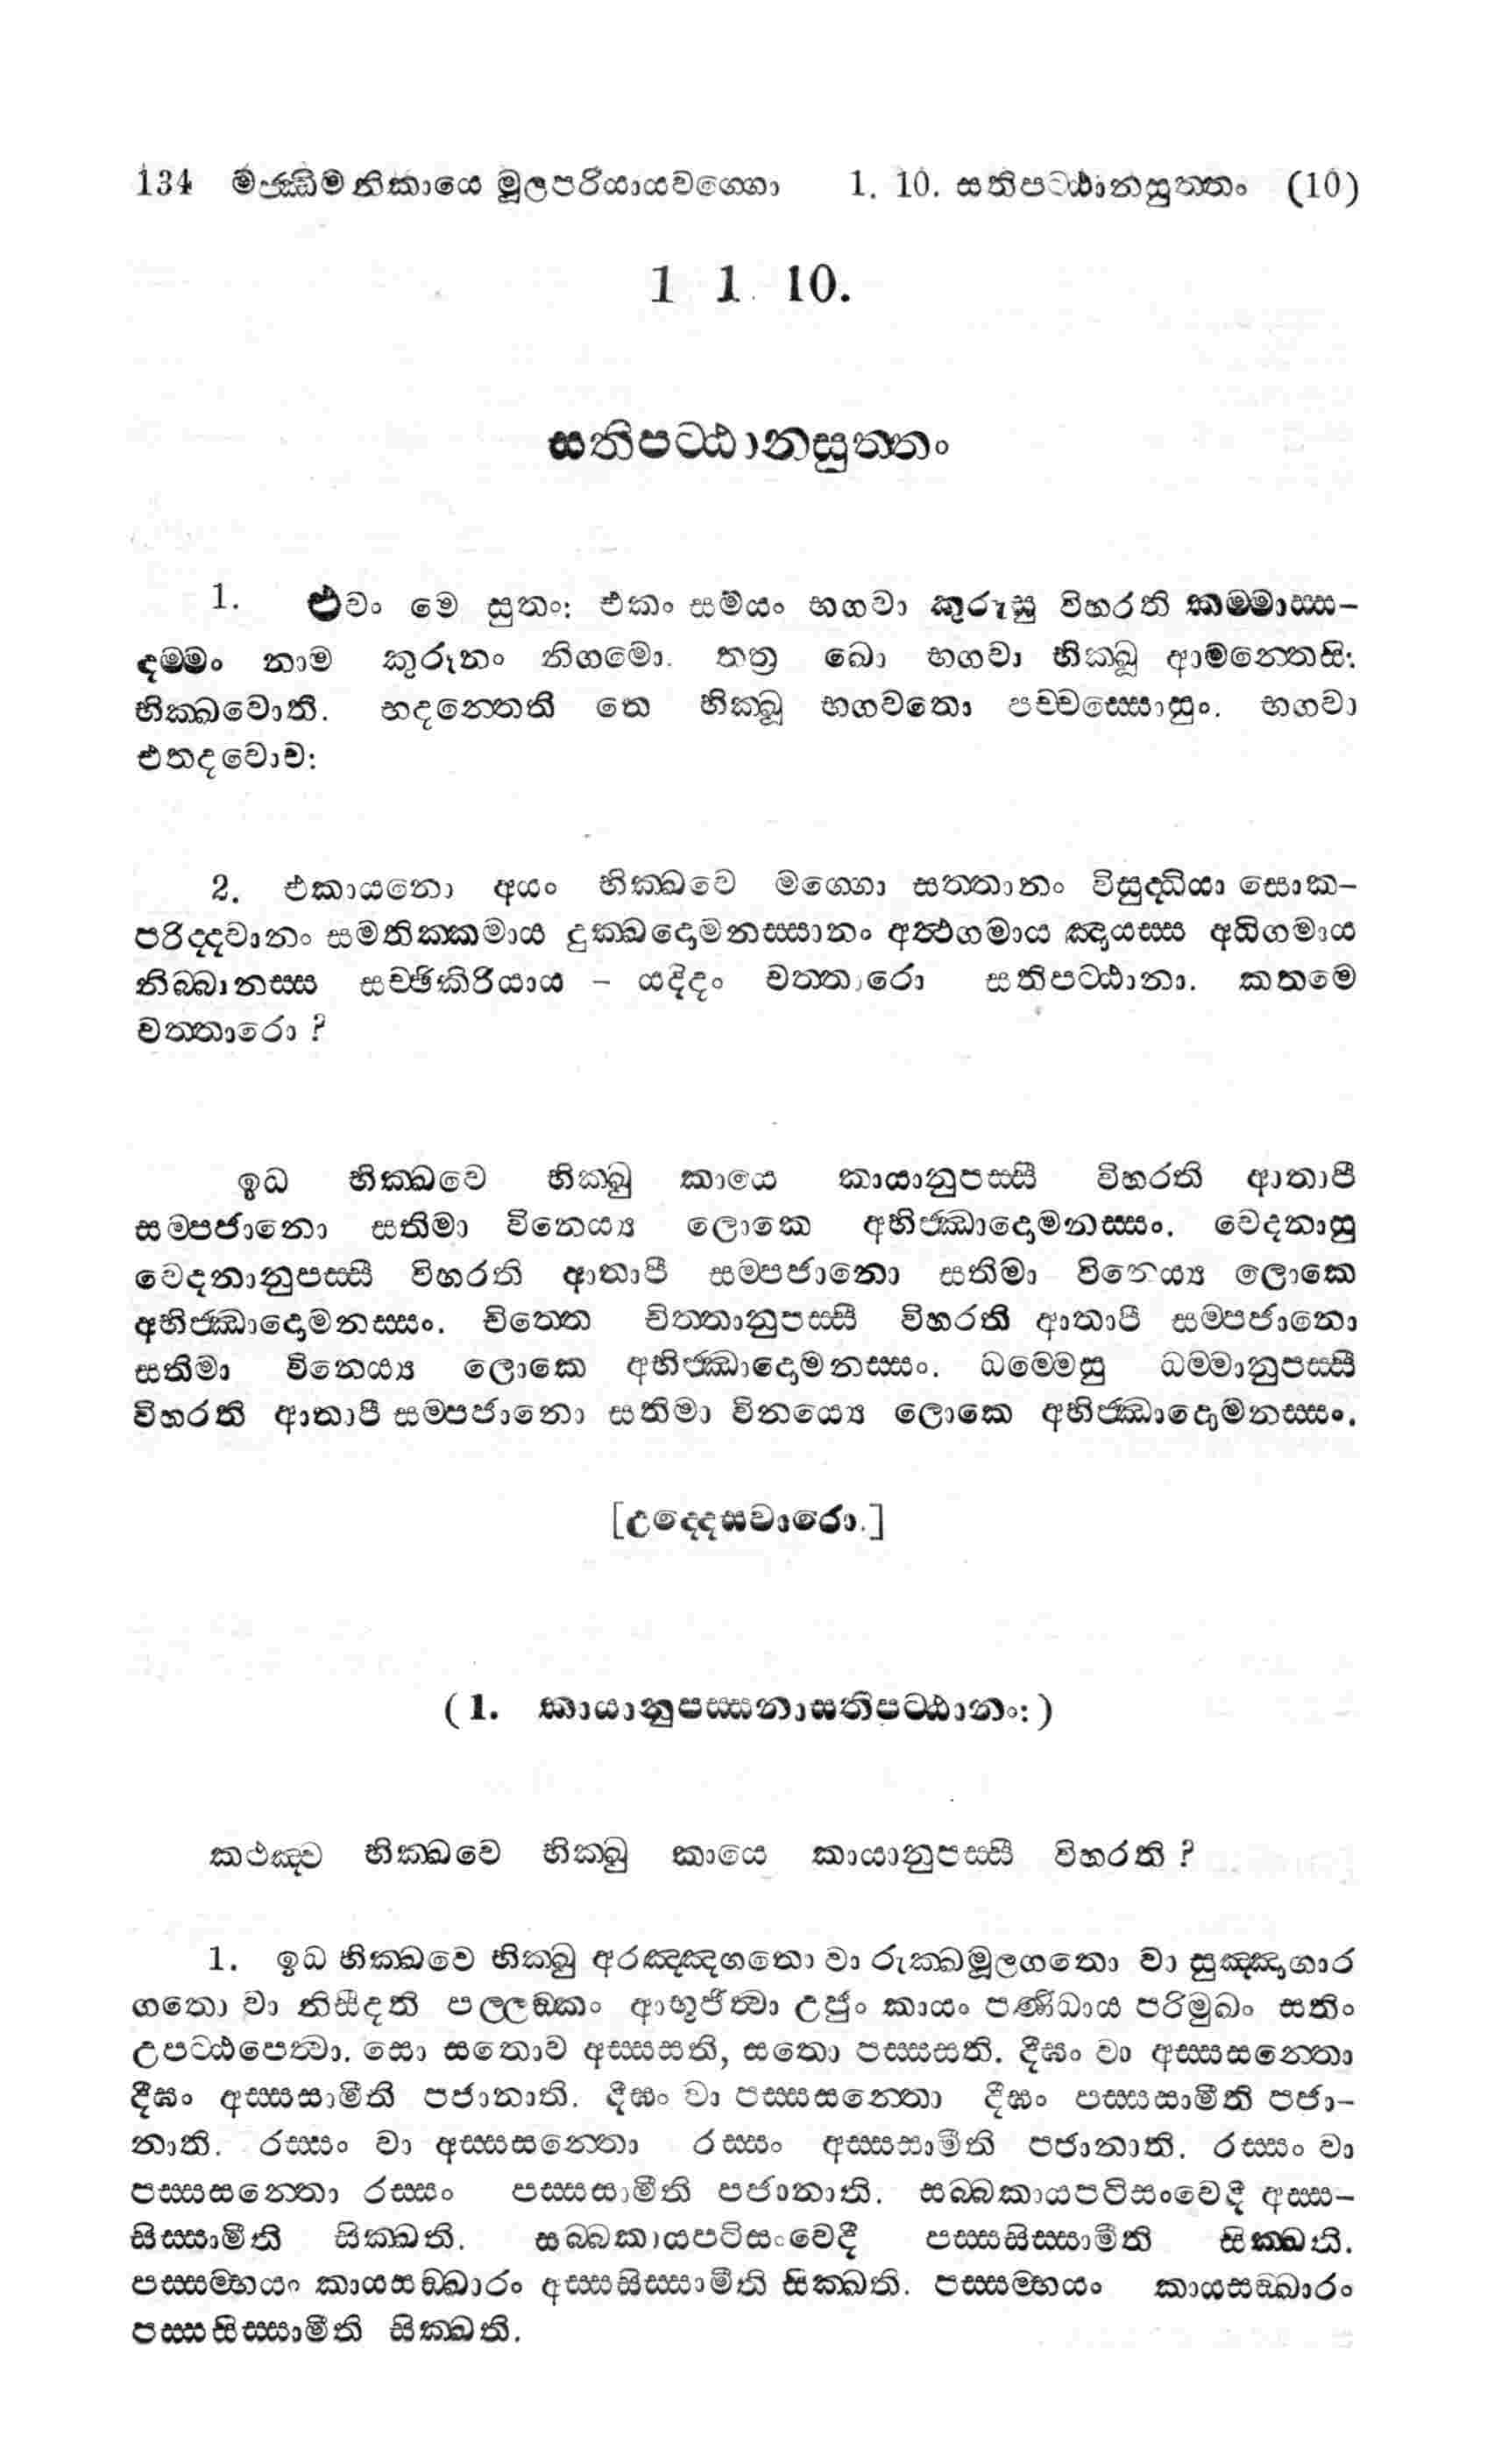 134 මජ්ඣිමනිකායෙ මූලපරියායවග්ගො 1. 10. සතිපට්ඨානසුත්තං (10)
1 1 10.
සතිපට්ඨානසුත්තං
1. එවං මෙ සුතං: එකං සමයං භගවා කුරූසු විහරති කම්මාස්ස-
දම්මං නාම කුරූනං නිගමො. තත්‍ර ඛො භගවා භික්ඛූ ආමන්තෙසි:
භික්ඛවොති. භදන්තෙති තෙ භික්ඛූ භගවතො පච්චස්සොසුං. භගවා
එතදවොච:
2. එකායනො අයං භික්ඛවෙ මග්ගො සත්තානං විසුද්ධියා සොක-
පරිද්දවානං සමතික්කමාය දුක්ඛදොමනස්සානං අත්ථගමාය ඤායස්ස අධිගමාය
නිබ්බානස්ස සච්ඡිකිරියාය – යදිදං චත්තාරො සතිපට්ඨානා. කතමෙ
චත්තාරො ?
ඉධ භික්ඛවෙ භික්ඛු කායෙ කායානුපස්සී විහරති ආතාපී
සම්පජානො සතිමා විනෙය්‍ය ලොකෙ අභිජ්ඣාදොමනස්සං. වෙදනාසු
වෙදනානුපස්සී විහරති ආතාපී සම්පජානො සතිමා විනෙය්‍ය ලොකෙ
අභිජ්ඣාදොමනස්සං. චිත්තෙ චිත්තානුපස්සී විහරති ආතාපී සම්පජානො
සතිමා විනෙය්‍ය ලොකෙ අභිජ්ඣාදොමනස්සං. ධම්මෙසු ධම්මානුපස්සී
විහරති ආතාපී සම්පජානො සතිමා විනය්‍යෙ ලොකෙ අභිජ්ඣාදොමනස්සං.
[උද්දෙසවාරො.]
(1. කායානුපස්සනාසතිපට්ඨානං:)
කථඤ්ච භික්ඛවෙ භික්ඛු කායෙ කායානුපස්සී විහරති ?
1. ඉධ භික්ඛවෙ භික්ඛු අරඤ්ඤගතො වා රුක්ඛමූලගතො වා සුඤ්ඤාගාර
ගතො වා නිසීදති පල්ලඞ්කං ආභූජිත්වා උජුං කායං පණිධාය පරිමුඛං සතිං
උපට්ඨපෙත්වා. සො සතොව අස්සසති, සතො පස්සසති. දීඝං වා අස්සසන්තො
දීඝං අස්සසාමීති පජානාති. දීඝං වා පස්සසන්තො දීඝං පස්සසාමීති පජා-
නාති. රස්සං වා අස්සසන්තො රස්සං අස්සසාමීති පජානාති. රස්සං වා
පස්සසන්තො රස්සං පස්සසාමීති පජානාති. සබ්බකායපටිසංවෙදී අස්ස-
සිස්සාමීති සික්ඛති. සබ්බකායපටිසංවෙදී පස්සසිස්සාමීති සික්ඛති.
පස්සම්භයං කායසඞ්ඛාරං අස්සසිස්සාමීති සික්ඛති. පස්සම්භයං කායසඞ්ඛාරං
පස්සසිස්සාමීති සික්ඛති.